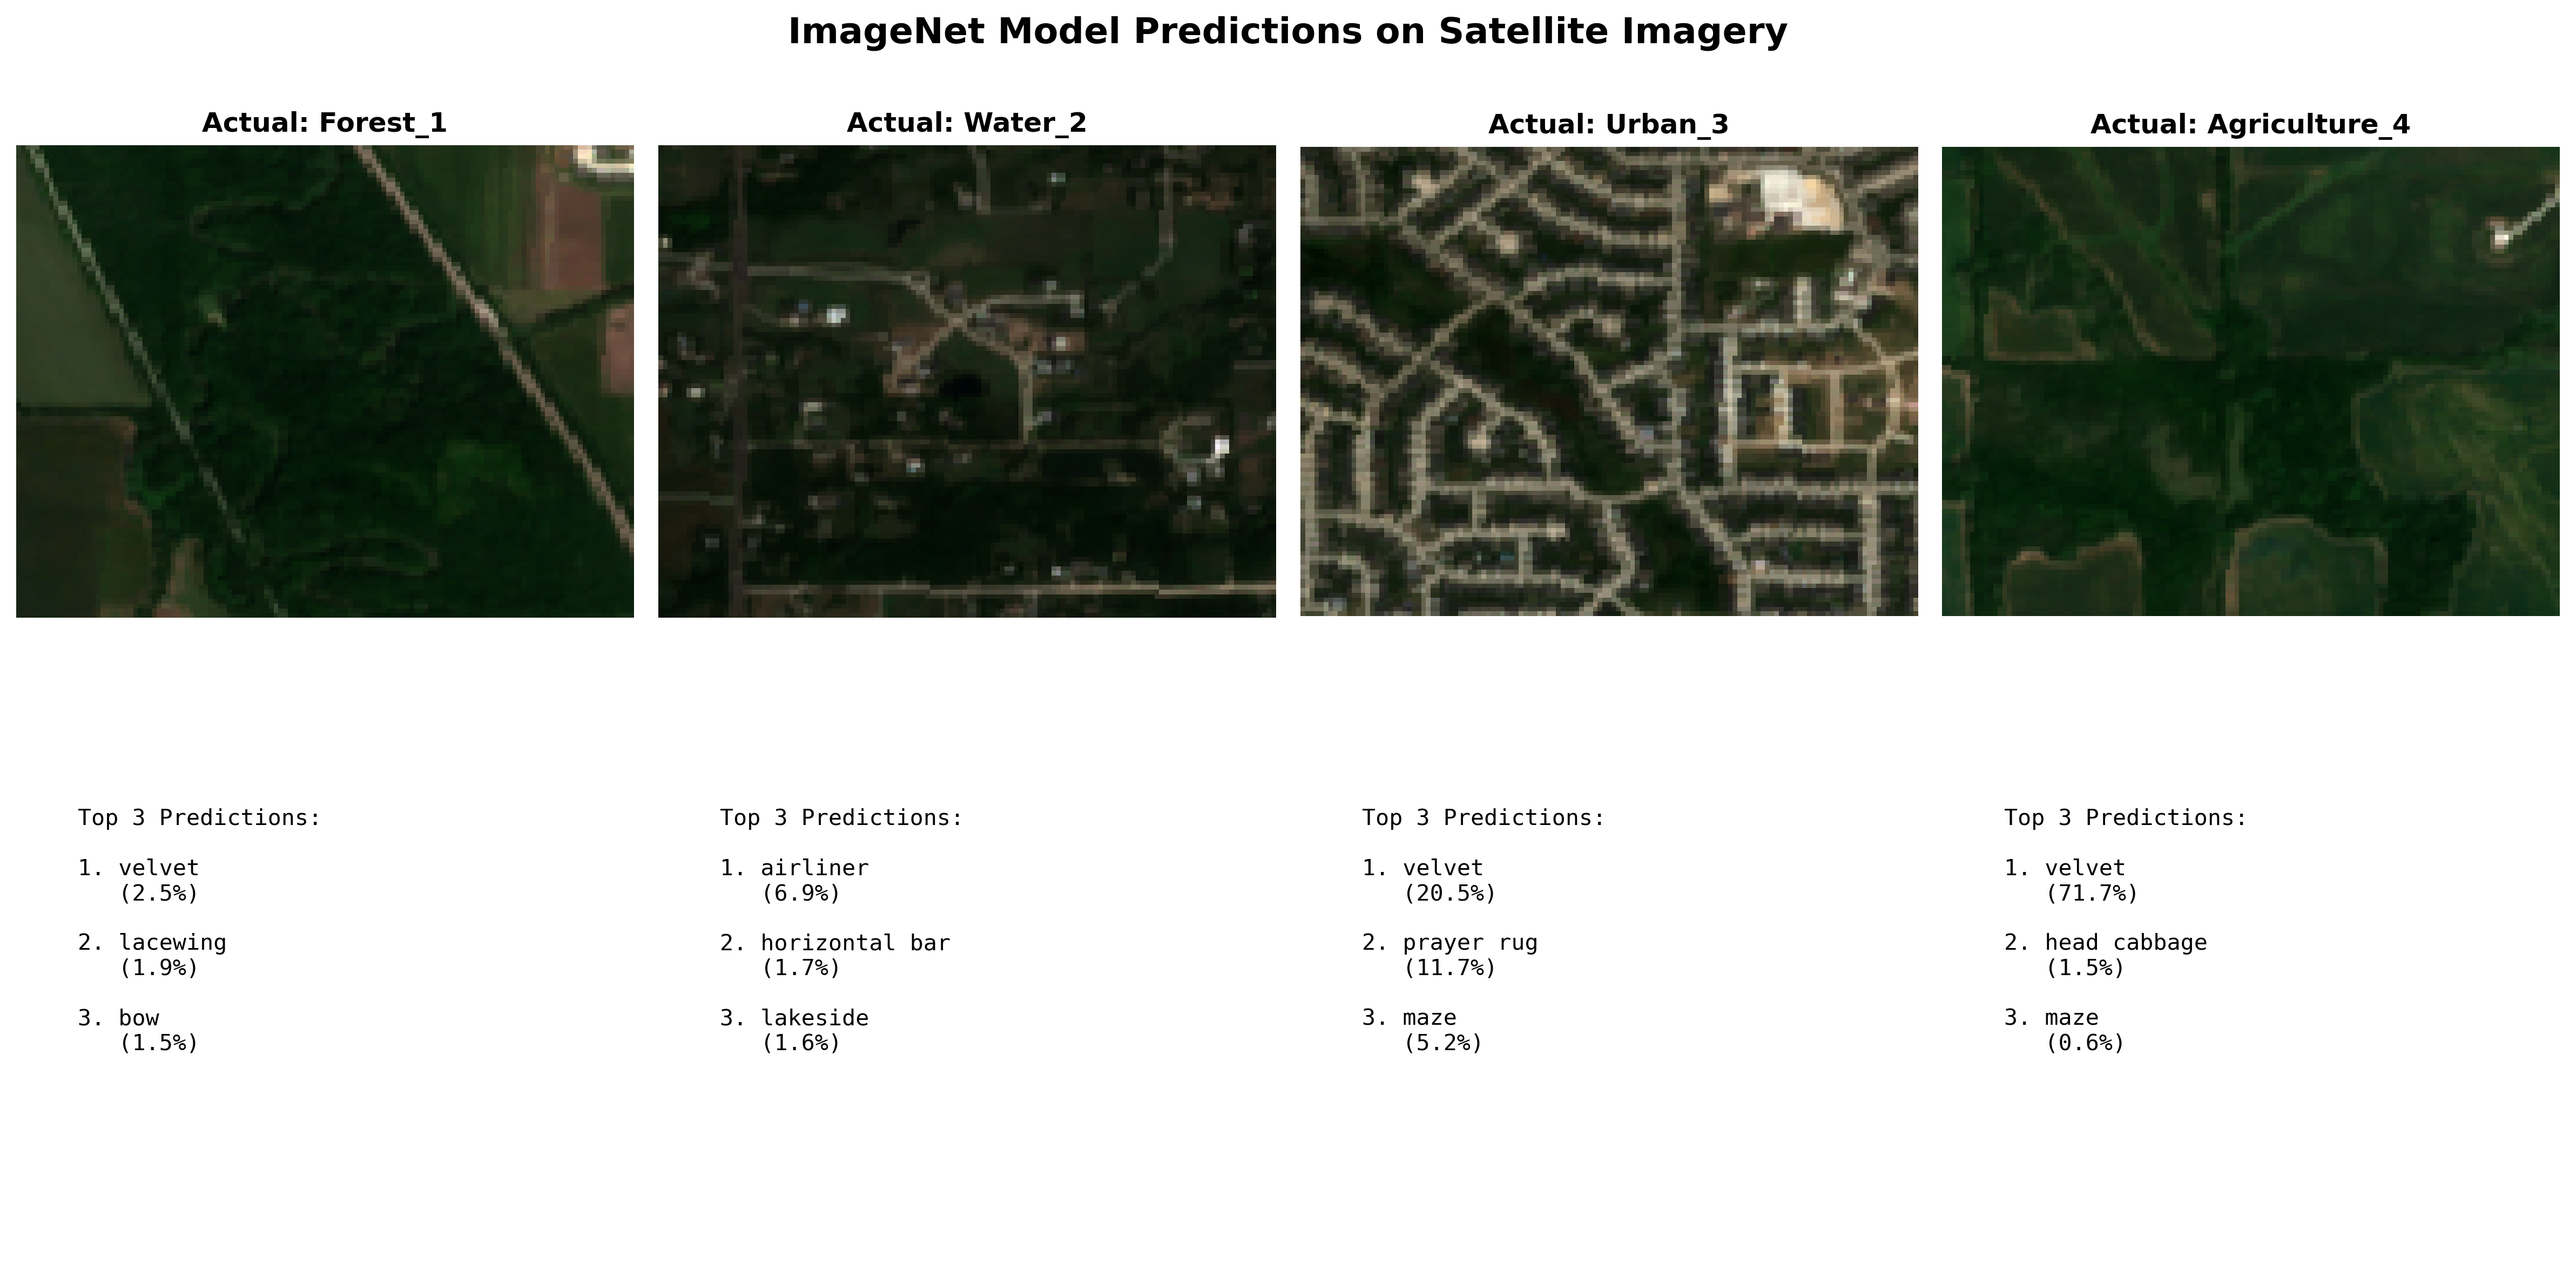 ImageNet Model Predictions on Satellite Imagery
Actual: Forest_1
Actual: Water_2
Actual: Urban_3
Actual: Agriculture_4
Top 3 Predictions:
1. velvet
(2.5%)
2. lacewing
(1.9%)
3. bow
(1.5%)
Top 3 Predictions:
1. airliner
(6.9%)
2. horizontal bar
(1.7%)
3. lakeside
(1.6%)
Top 3 Predictions:
1. velvet
(20.5%)
2. prayer rug
(11.7%)
3. maze
(5.2%)
Top 3 Predictions:
1. velvet
(71.7%)
2. head cabbage
(1.5%)
3. maze
(0.6%)